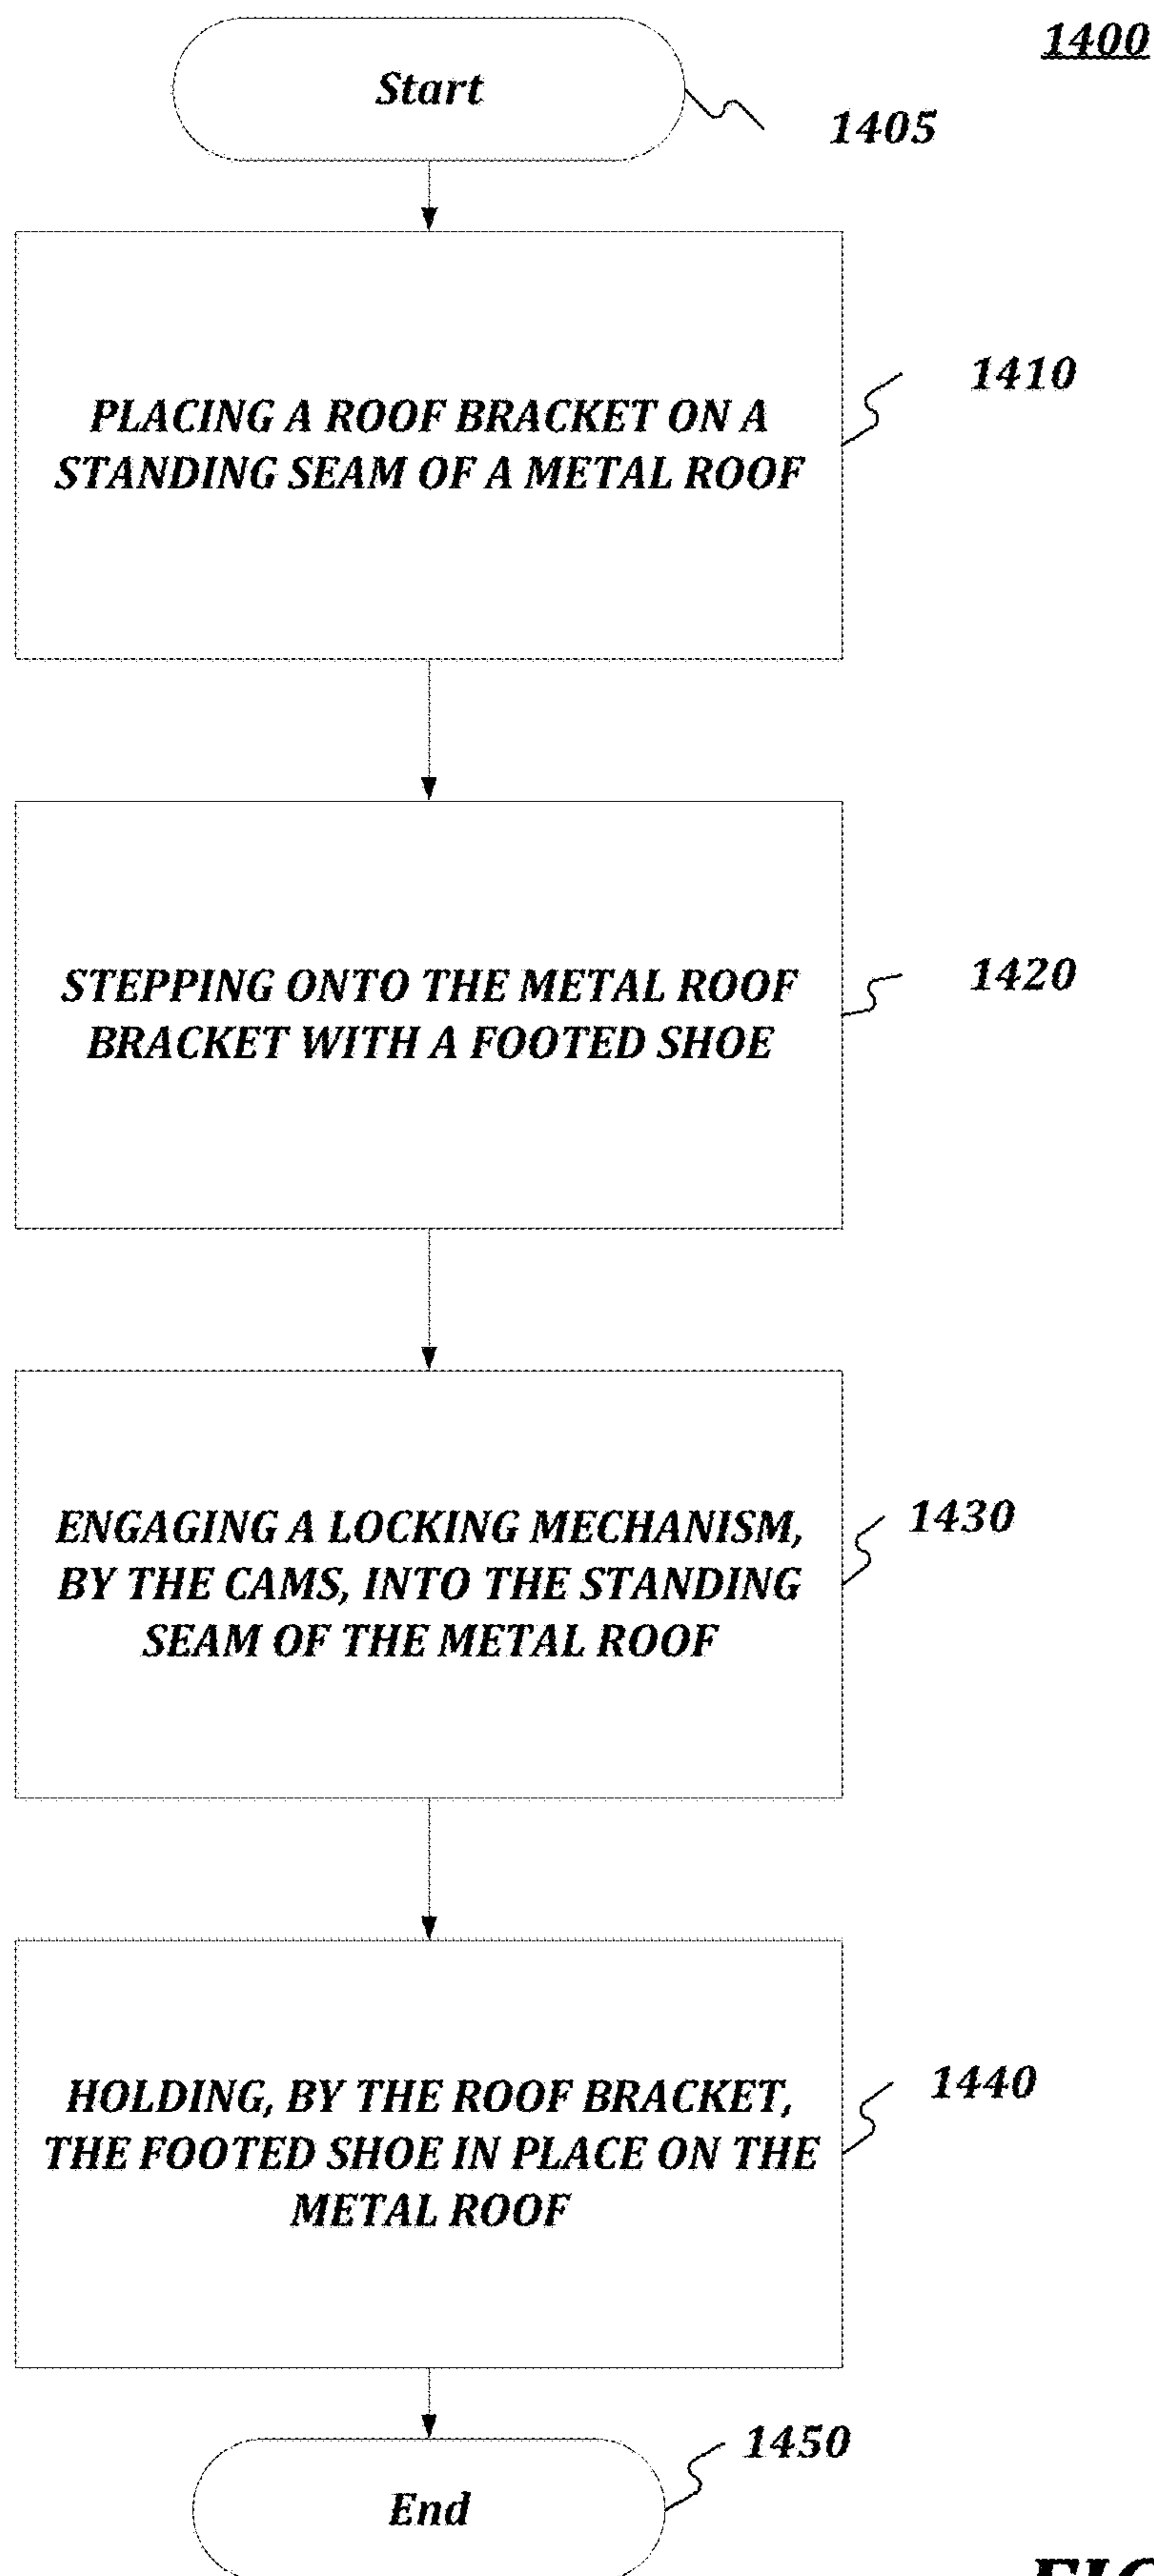 1400
Start
1405
PLACING A ROOF BRACKET ON A
STANDING SEAM OF A METAL ROOF
1410
STEPPING ONTO THE METAL ROOF
BRACKET WITH A FOOTED SHOE
1420
ENGAGING A LOCKING MECHANISM,
BY THE CAMS, INTO THE STANDING
SEAM OF THE METAL ROOF
1430
HOLDING, BY THE ROOF BRACKET,
THE FOOTED SHOE IN PLACE ON THE
METAL ROOF
1440
End
1450